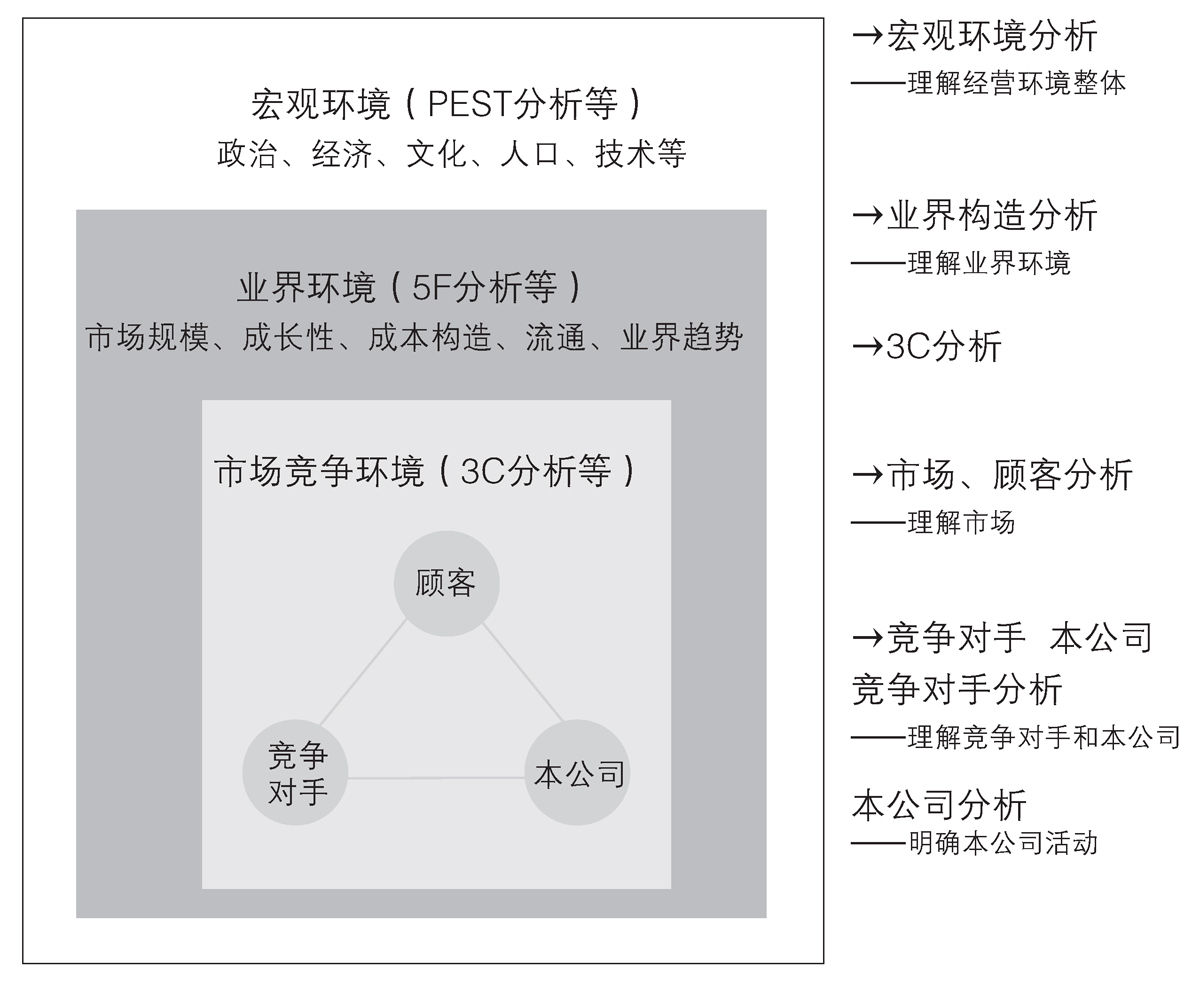 宏观环境（PEST分析等）
政治、经济、文化、人口、技术等
业界环境（5F分析等）
市场规模、成长性、成本构造、流通、业界趋势
市场竞争环境（3C分析等）
顾客
竞争
对手
本公司
→宏观环境分析
——理解经营环境整体
→业界构造分析
——理解业界环境
→3C分析
→市场、顾客分析
——理解市场
→竞争对手 本公司
竞争对手分析
——理解竞争对手和本公司
本公司分析
——明确本公司活动